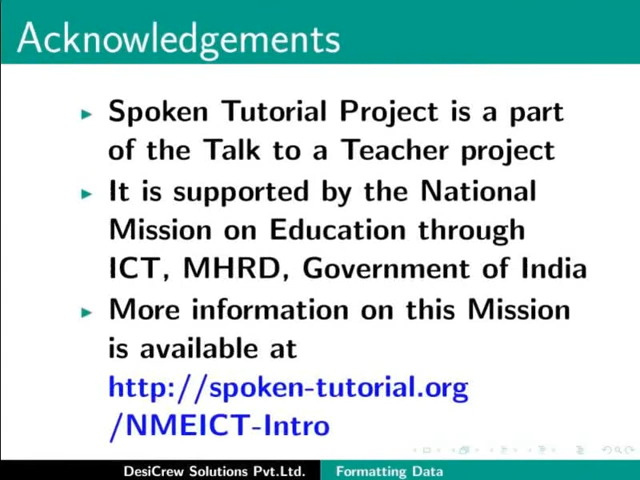 Acknowledgements
Spoken Tutorial Project is a part
of the Talk to a Teacher project
It is supported by the National
Mission on Education through
ICT, MHRD, Government of India
More information on this Mission
is available at
http://spoken-tutorial.org
/NMEICT-Intro
DesiCrew Solutions Pvt.Ltd. Formatting Data